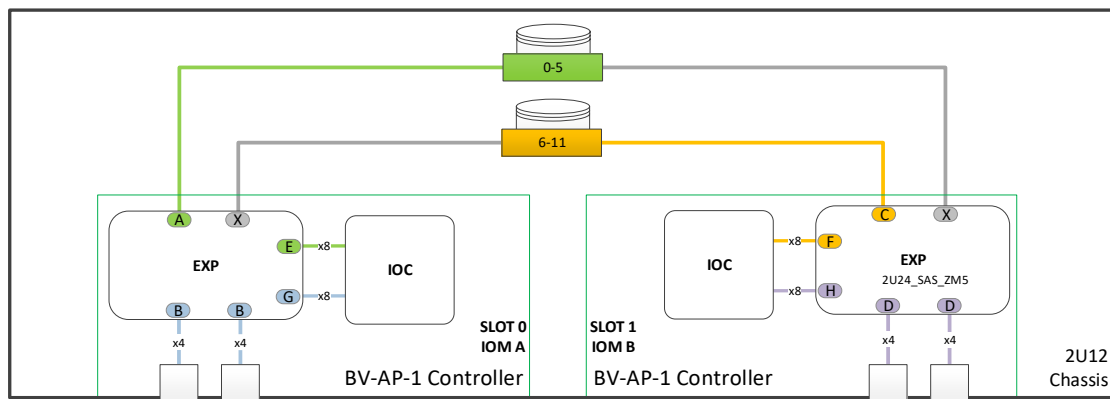 0-5
6-11
A
X
C
X
E
x8
IOC
EXP
G
x8
IOC
x8
F
EXP
2U24_SAS_ZM5
x8
H
B
B
D
D
x4
x4
x4
x4
SLOT 0
IOM A
SLOT 1
IOM B
BV-AP-1 Controller
BV-AP-1 Controller
2U12
Chassis